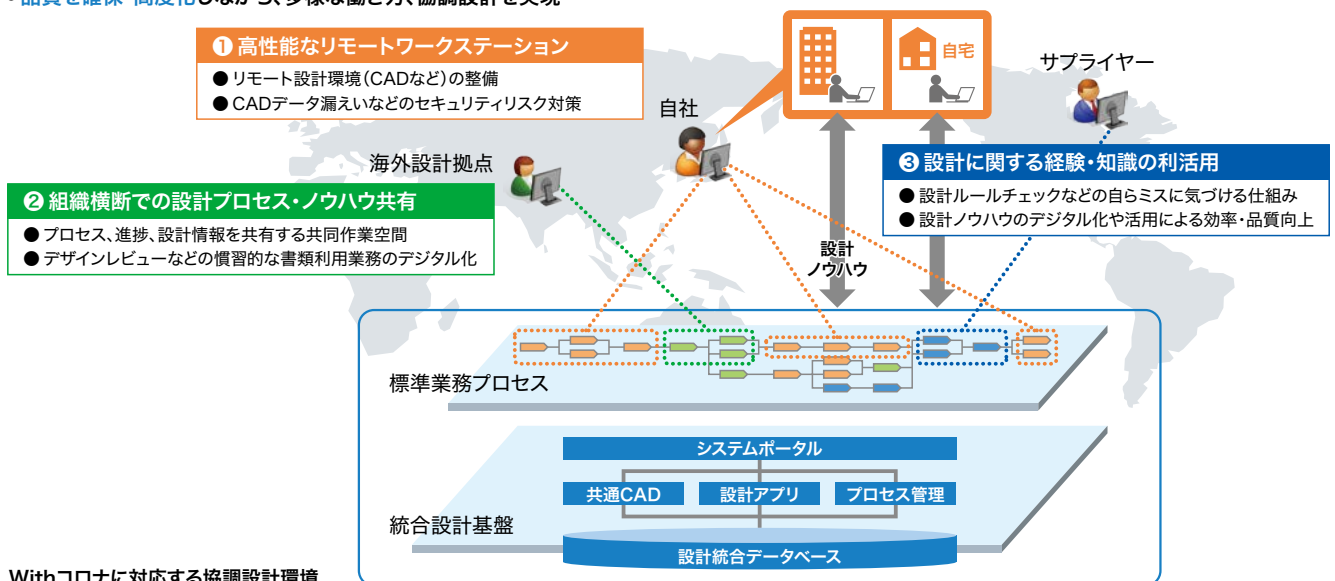 ・品質を確保・高度化しながら、多様な働き方、協調設計を実現
❶ 高性能なリモートワークステーション
● リモート設計環境（CADなど）の整備
● CADデータ漏えいなどのセキュリティリスク対策
自宅
サプライヤー
自社
海外設計拠点
❷ 組織横断での設計プロセス・ノウハウ共有
● プロセス、進捗、設計情報を共有する共同作業空間
● デザインレビューなどの慣習的な書類利用業務のデジタル化
❸ 設計に関する経験・知識の利活用
● 設計ルールチェックなどの自らミスに気づける仕組み
● 設計ノウハウのデジタル化や活用による効率・品質向上
設計
ノウハウ
標準業務プロセス
システムポータル
共通CAD
設計アプリ
プロセス管理
統合設計基盤
設計統合データベース
Withコロナに対応する協調設計環境